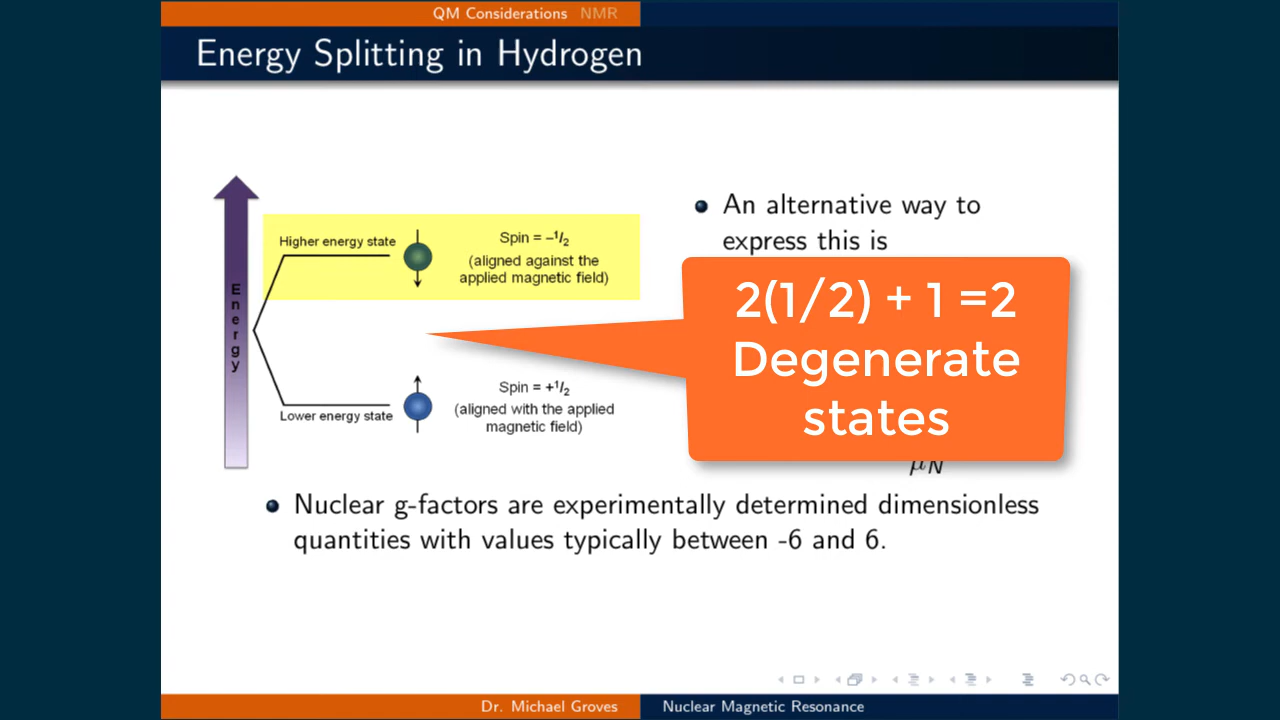 QM Considerations NMR
Energy Splitting in Hydrogen
Energy
Higher energy state
Spin = –1/2
(aligned against the
applied magnetic field)
Lower energy state
Spin = +1/2
(aligned with the applied
magnetic field)
• An alternative way to
express this is
2(1/2) + 1 =2
Degenerate
states
μN
• Nuclear g-factors are experimentally determined dimensionless
quantities with values typically between -6 and 6.
Dr. Michael Groves
Nuclear Magnetic Resonance